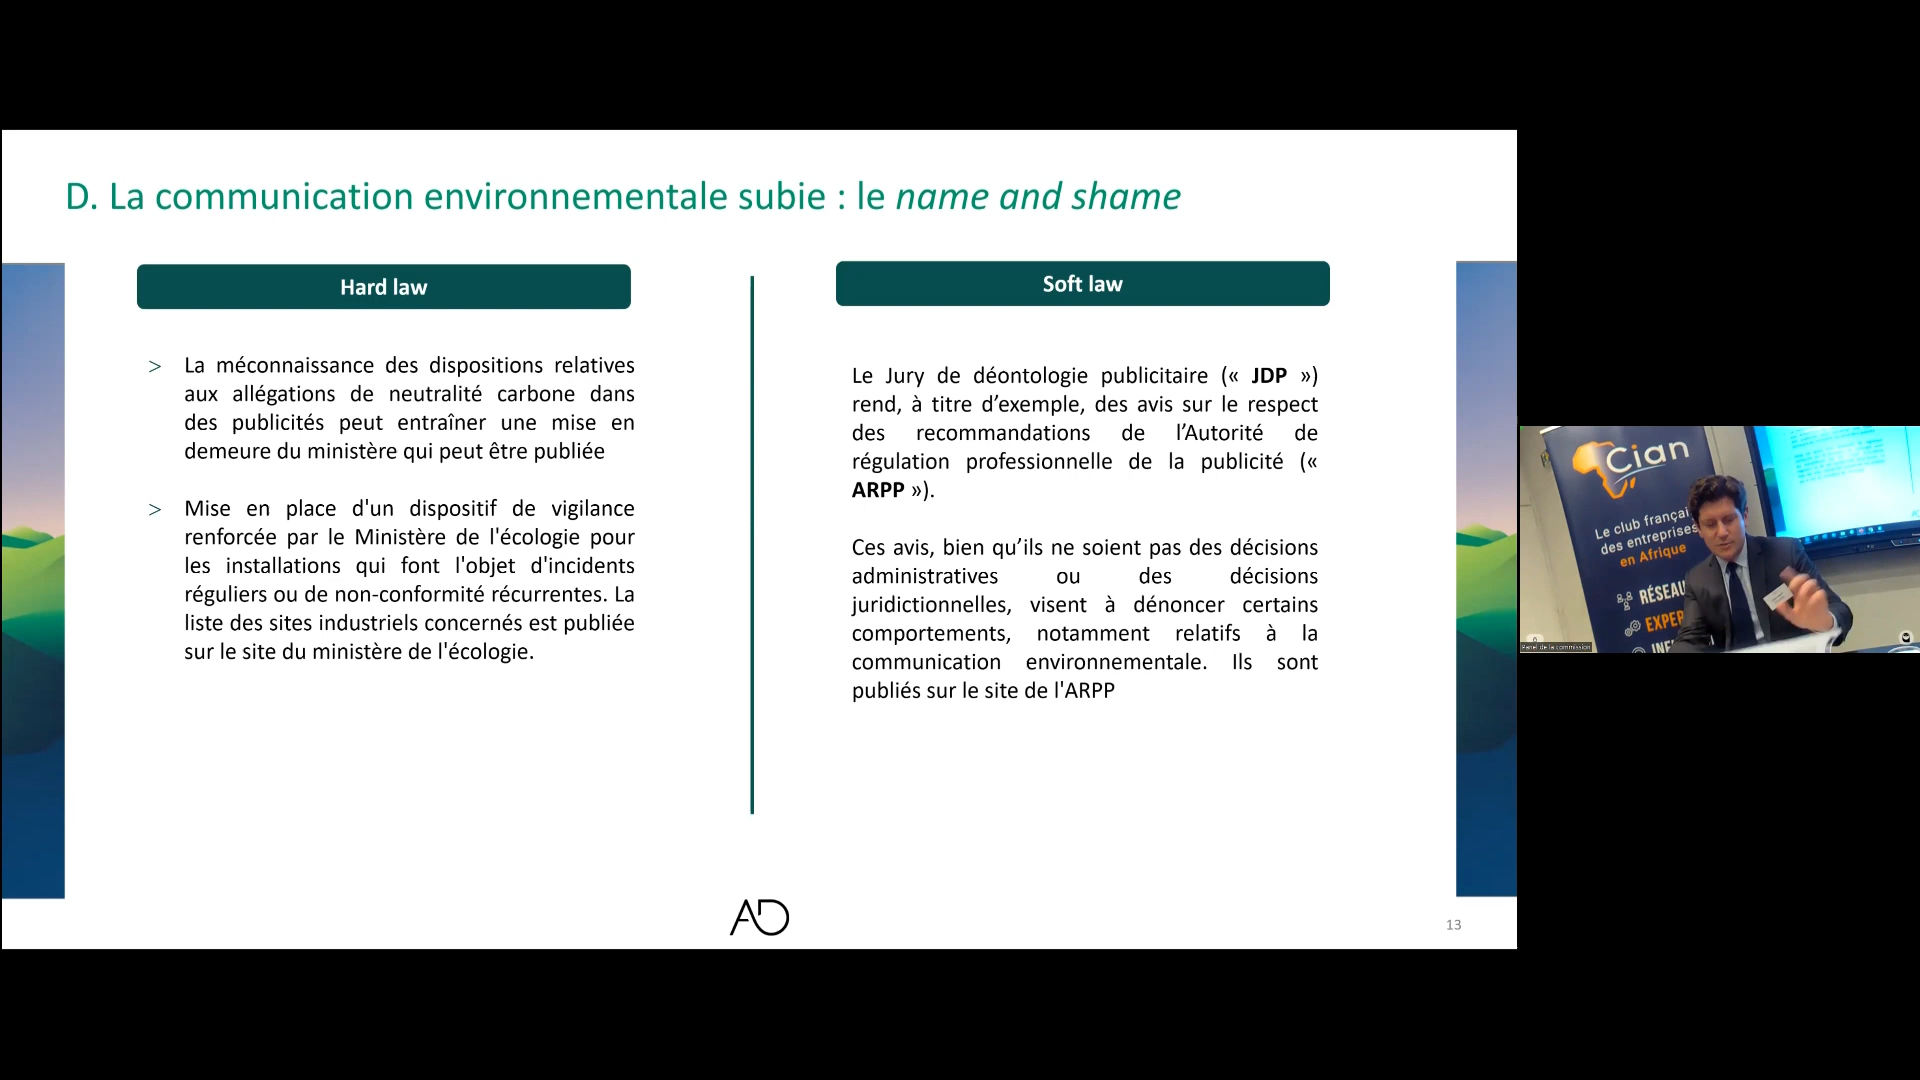 D. La communication environnementale subie : le name and shame
Hard law
> La méconnaissance des dispositions relatives
aux allégations de neutralité carbone dans
des publicités peut entraîner une mise en
demeure du ministère qui peut être publiée
> Mise en place d'un dispositif de vigilance
renforcée par le Ministère de l'écologie pour
les installations qui font l'objet d'incidents
réguliers ou de non-conformité récurrentes. La
liste des sites industriels concernés est publiée
sur le site du ministère de l'écologie.
Soft law
Le Jury de déontologie publicitaire (« JDP »)
rend, à titre d’exemple, des avis sur le respect
des recommandations de l’Autorité de
régulation professionnelle de la publicité («
ARPP »).
Ces avis, bien qu’ils ne soient pas des décisions
administratives ou des décisions
juridictionnelles, visent à dénoncer certains
comportements, notamment relatifs à la
communication environnementale. Ils sont
publiés sur le site de l'ARPP
AD
13
Cian
Le club françai
des entreprises
en Afrique
RÉSEAU
EXPER
INF
Panel de la commission